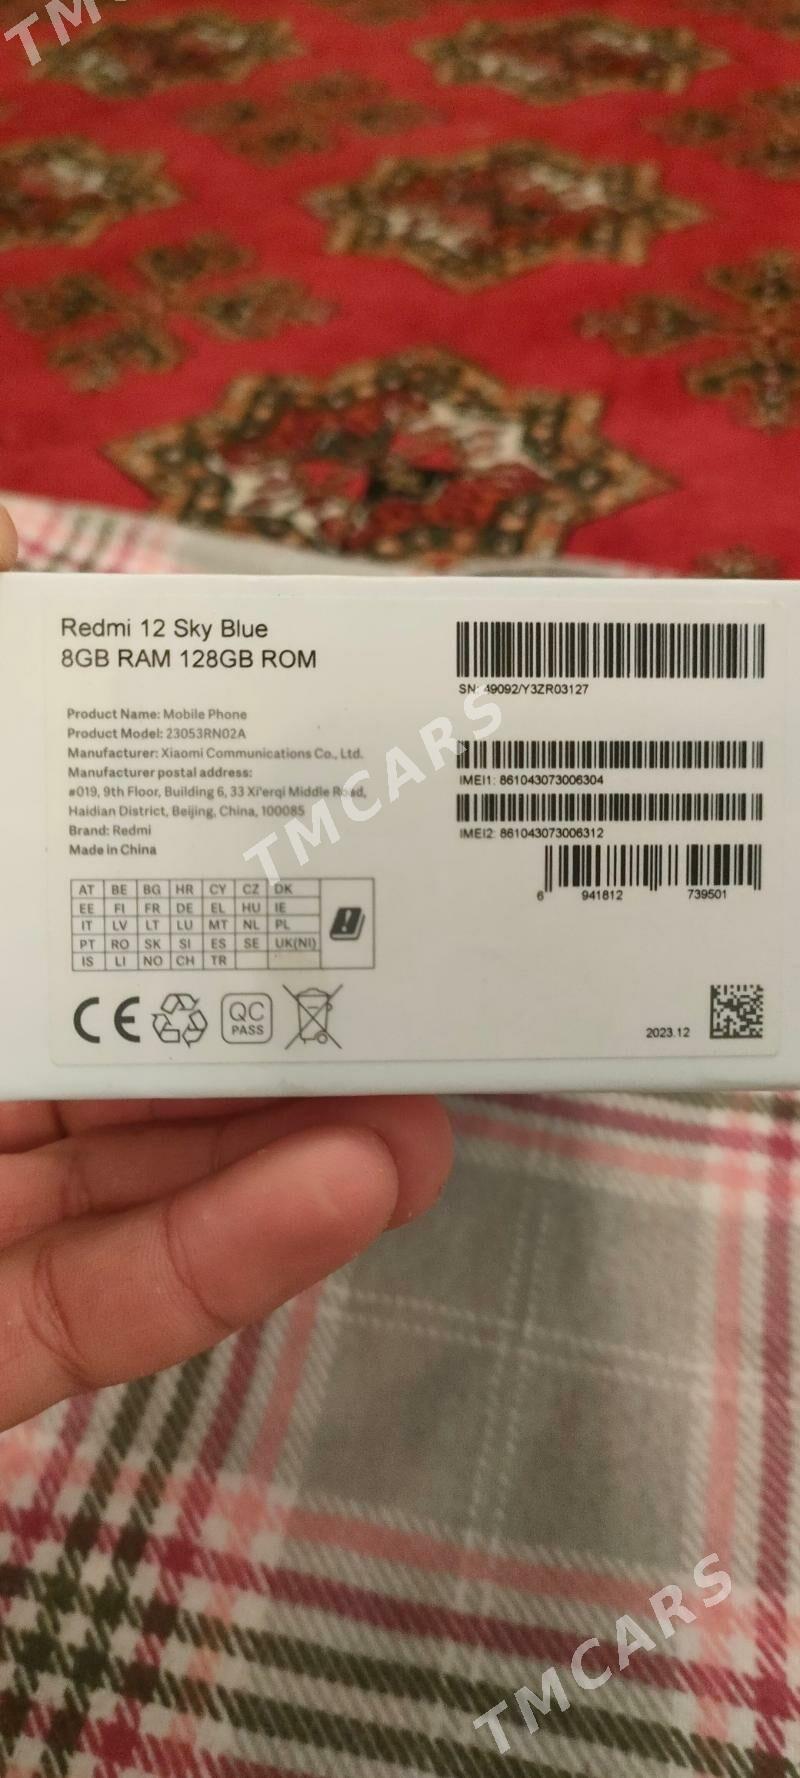 TM
Redmi 12 Sky Blue
8GB RAM 128GB ROM
Product Name: Mobile Phone
Product Model: 23053RN02A
Manufacturer: Xiaomi Communications Co., Ltd.
Manufacturer postal address:
#019, 9th Floor, Building 6, 33 Xi'erqi Middle Road,
Haidian District, Beijing, China, 100085
Brand: Redmi
Made in China
SN: 49092/Y3ZR03127
IMEI1: 861043073006304
IMEI2: 861043073006312
6 941812 739501
AT BE BG HR CY CZ DK
EE FI FR DE EL HU IE
IT LV LT LU MT NL PL
PT RO SK SI ES SE UK(NI)
IS LI NO CH TR
CE
QC
PASS
2023.12
TMCARS
TMCARS